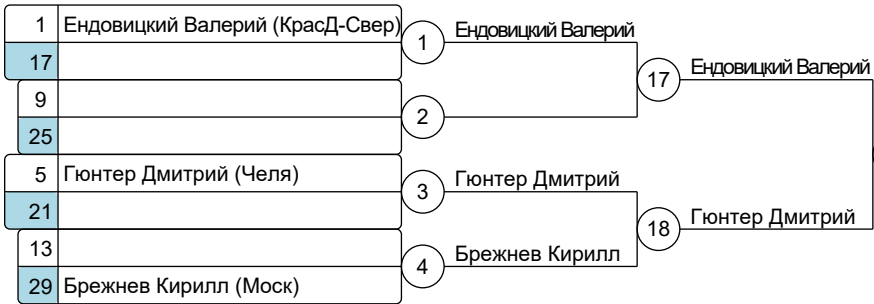 1 Ендовицкий Валерий (КрасД-Свер) 1 Ендовицкий Валерий
17 17 Ендовицкий Валерий
9 2
25
5 Гюнтер Дмитрий (Челя) 3 Гюнтер Дмитрий
21 18 Гюнтер Дмитрий
13 4 Брежнев Кирилл
29 Брежнев Кирилл (Моск)